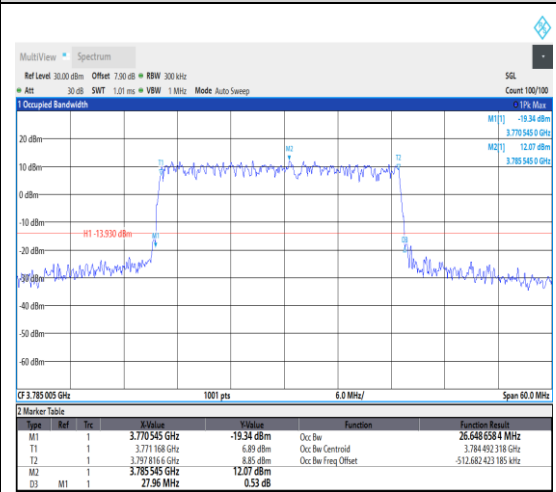 MultiView Spectrum
Ref Level 30.00 dBm Offset 7.90 dB RBW 300 kHz SGL
Att 30 dB SWT 1.01 ms VBW 1 MHz Mode Auto Sweep Count 100/100
1 Occupied Bandwidth 1Pk Max
M1[1] -19.34 dBm
3.770 545 0 GHz
M2[1] 12.07 dBm
3.785 545 0 GHz
20 dBm
M2
T1 T2
10 dBm
0 dBm
-10 dBm
H1 -13.930 dBm
M1 D3
-20 dBm
-30 dBm
-40 dBm
-50 dBm
-60 dBm
CF 3.785 005 GHz 1001 pts 6.0 MHz/ Span 60.0 MHz
2 Marker Table
Type Ref Trc X-Value Y-Value Function Function Result
M1 1 3.770 545 GHz -19.34 dBm Occ Bw 26.648 658 4 MHz
T1 1 3.771 168 GHz 6.89 dBm Occ Bw Centroid 3.784 492 318 GHz
T2 1 3.797 816 6 GHz 8.85 dBm Occ Bw Freq Offset -512.682 423 185 kHz
M2 1 3.785 545 GHz 12.07 dBm
D3 M1 1 27.96 MHz 0.53 dB